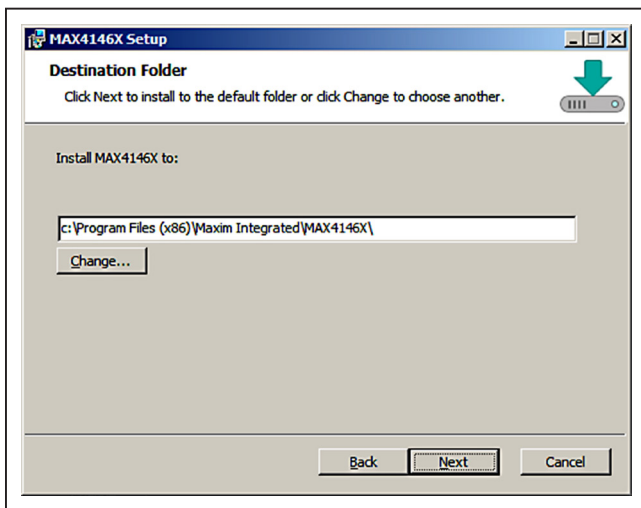 MAX4146X Setup
Destination Folder
Click Next to install to the default folder or click Change to choose another.
Install MAX4146X to:
c:\Program Files (x86)\Maxim Integrated\MAX4146X\
Change...
Back Next Cancel